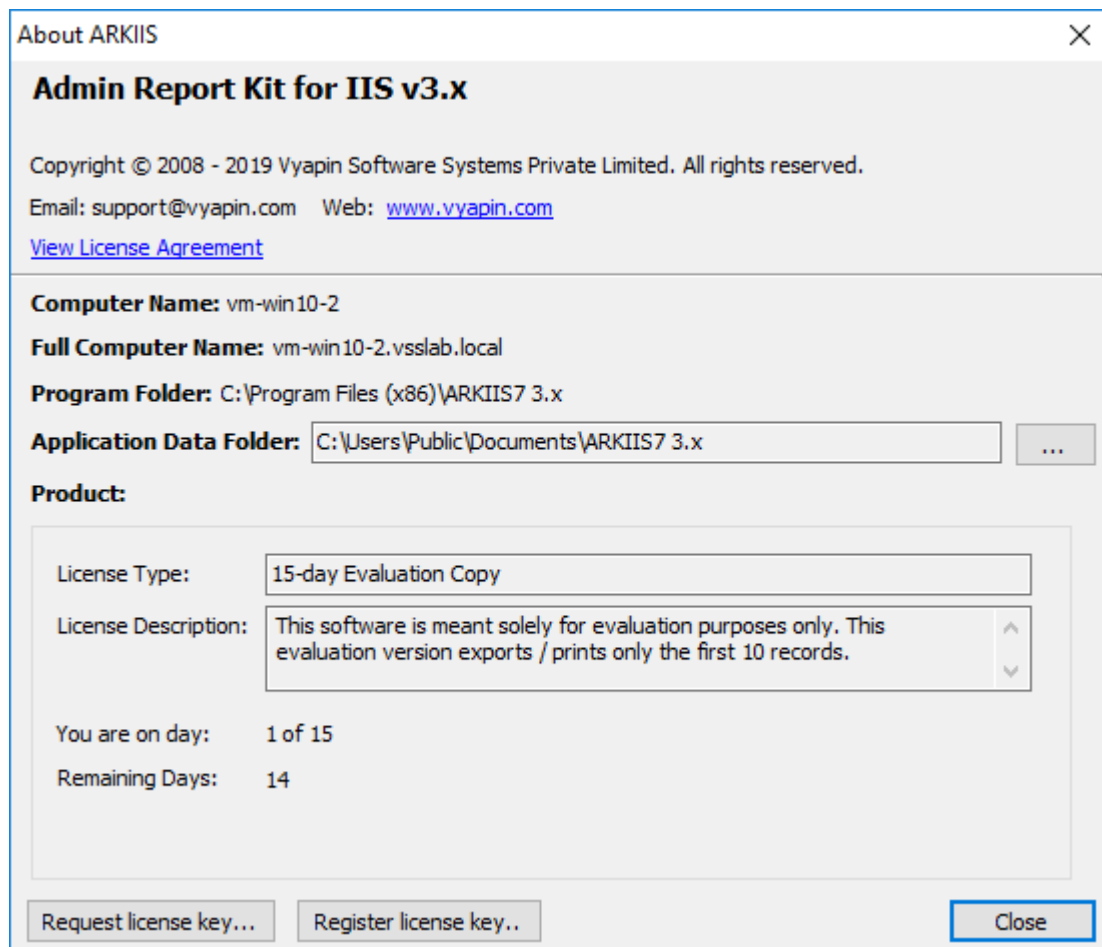 About ARKIIS
Admin Report Kit for IIS v3.x
Copyright © 2008 - 2019 Vyapin Software Systems Private Limited. All rights reserved.
Email: support@vyapin.com Web: www.vyapin.com
View License Agreement
Computer Name: vm-win10-2
Full Computer Name: vm-win10-2.vsslab.local
Program Folder: C:\Program Files (x86)\ARKIIS7 3.x
Application Data Folder: C:\Users\Public\Documents\ARKIIS7 3.x ...
Product:
License Type: 15-day Evaluation Copy
License Description: This software is meant solely for evaluation purposes only. This
evaluation version exports / prints only the first 10 records.
You are on day: 1 of 15
Remaining Days: 14
Request license key... Register license key.. Close